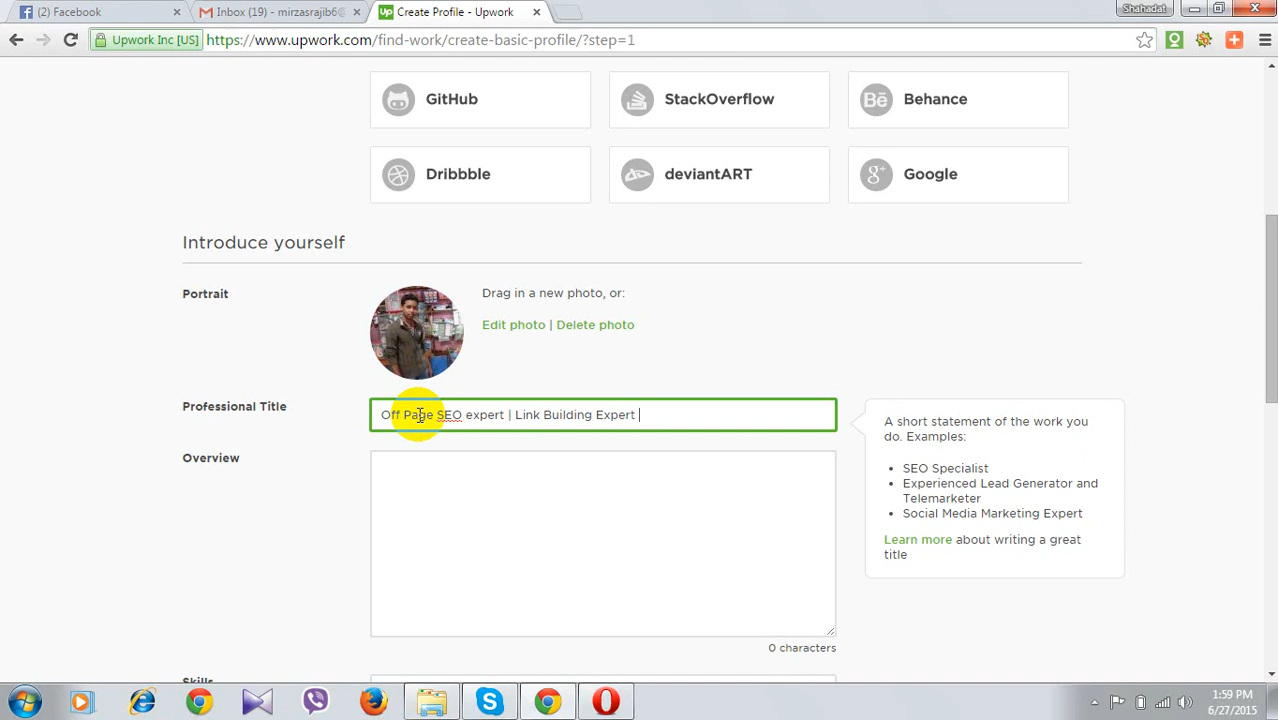 (2) Facebook
Inbox (19) - mirzasrajib6@
Create Profile - Upwork
Shahadat
Upwork Inc [US]
https://www.upwork.com/find-work/create-basic-profile/?step=1
GitHub
StackOverflow
Behance
Dribbble
deviantART
Google
Introduce yourself
Portrait
Drag in a new photo, or:
Edit photo | Delete photo
Professional Title
Off Page SEO expert | Link Building Expert
A short statement of the work you
do. Examples:
SEO Specialist
Experienced Lead Generator and
Telemarketer
Social Media Marketing Expert
Learn more about writing a great
title
Overview
0 characters
Skills
1:59 PM
6/27/2015